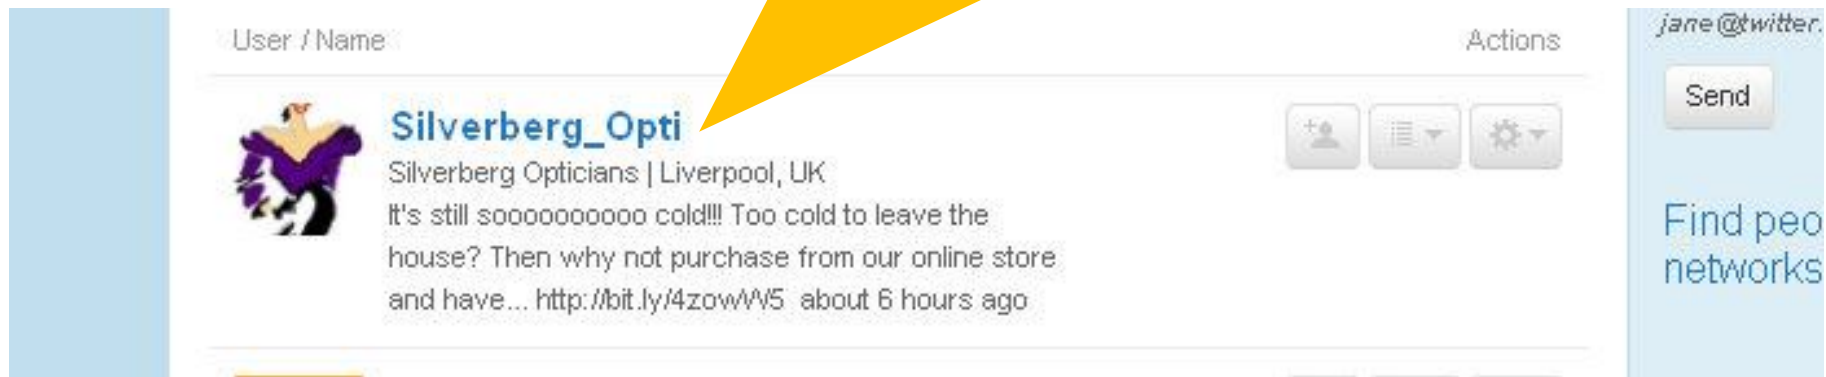 User / Name
Actions
Silverberg_Opti
Silverberg Opticians | Liverpool, UK
It's still sooooooooooo cold!!! Too cold to leave the
house? Then why not purchase from our online store
and have... http://bit.ly/4zowW5 about 6 hours ago
jane@twitter.
Send
Find peo
networks